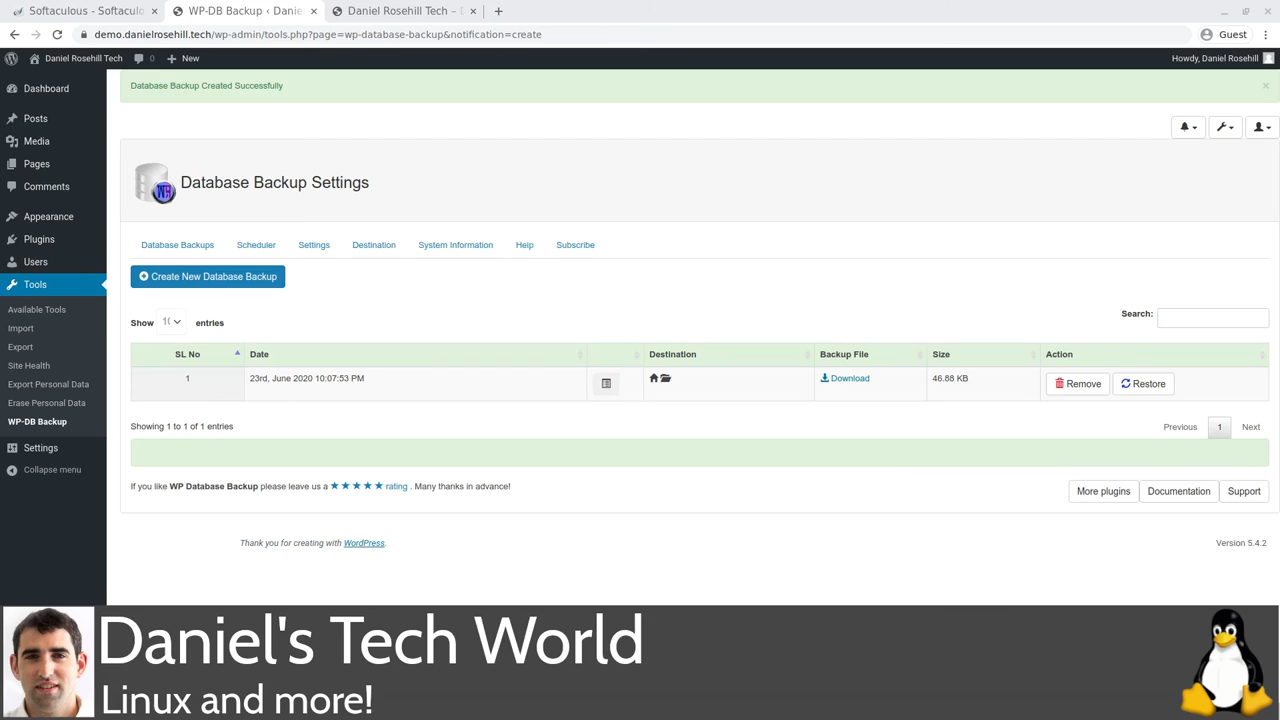 Softaculous - Softaculo
WP-DB Backup ‹ Danie
Daniel Rosehill Tech – D
demo.danielrosehill.tech/wp-admin/tools.php?page=wp-database-backup&notification=create
Guest
Daniel Rosehill Tech
0
New
Howdy, Daniel Rosehill
Dashboard
Posts
Media
Pages
Comments
Appearance
Plugins
Users
Tools
Available Tools
Import
Export
Site Health
Export Personal Data
Erase Personal Data
WP-DB Backup
Settings
Collapse menu
Database Backup Created Successfully
Database Backup Settings
Database Backups Scheduler Settings Destination System Information Help Subscribe
Create New Database Backup
Show 10 entries
Search:
SL No Date Destination Backup File Size Action
1 23rd, June 2020 10:07:53 PM Download 46.88 KB Remove Restore
Showing 1 to 1 of 1 entries
Previous 1 Next
If you like WP Database Backup please leave us a ★★★★★ rating . Many thanks in advance!
More plugins Documentation Support
Thank you for creating with WordPress.
Version 5.4.2
Daniel's Tech World
Linux and more!